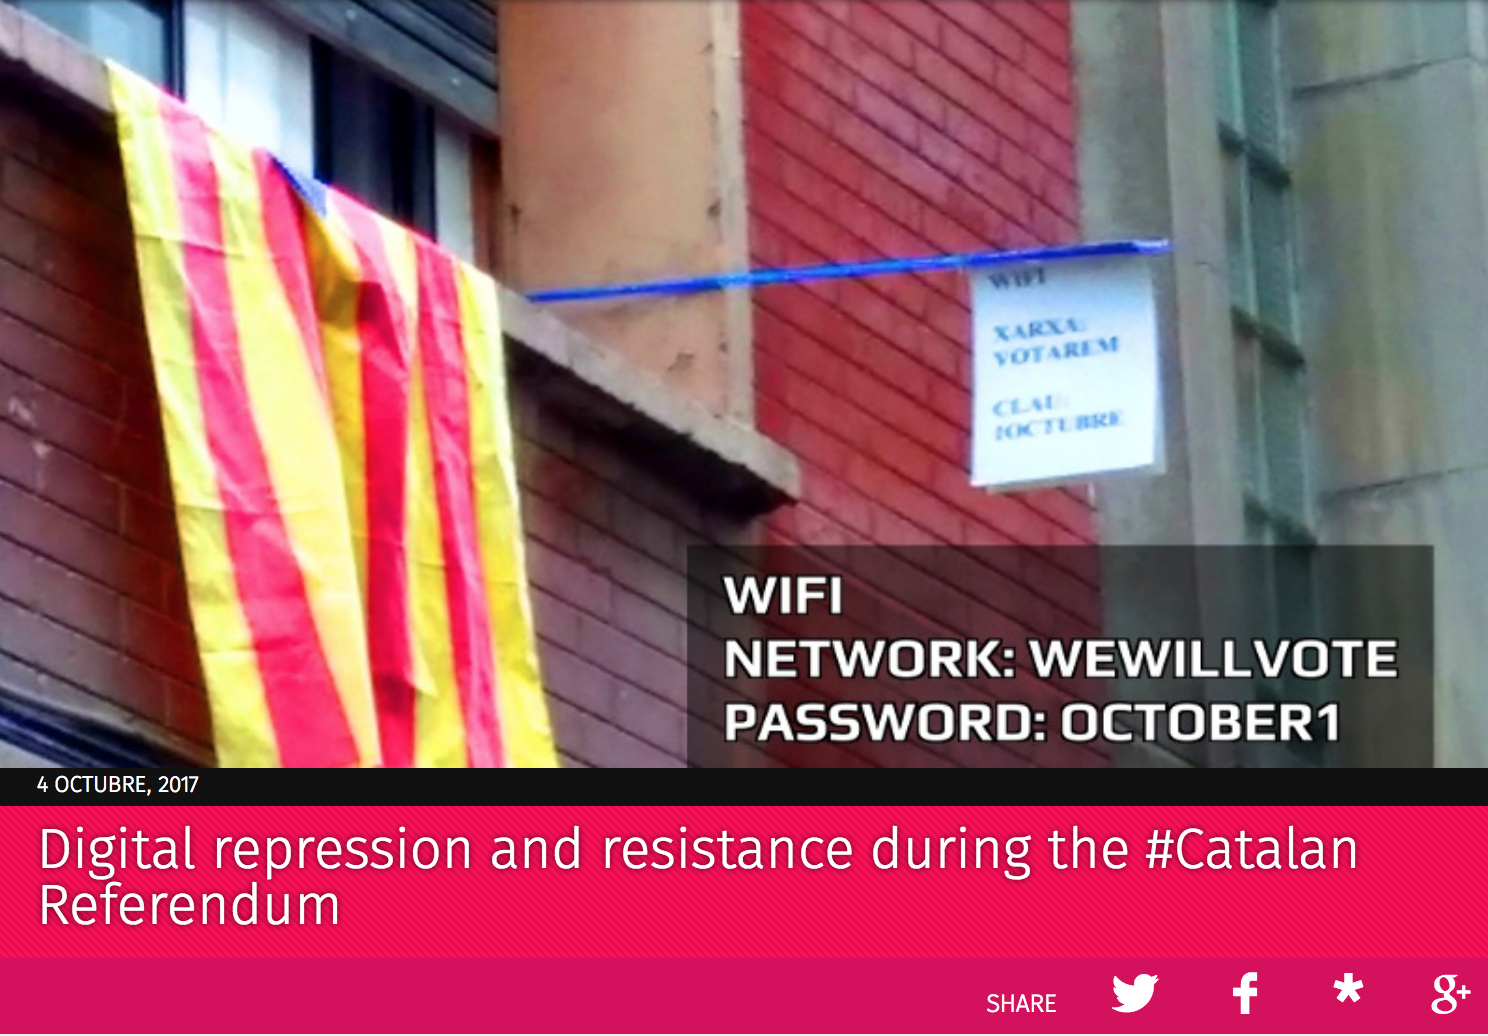 WIFI
XARXA:
VOTAREM
CLAU:
1OCTUBRE
WIFI
NETWORK: WEWILLVOTE
PASSWORD: OCTOBER1
4 OCTUBRE, 2017
Digital repression and resistance during the #Catalan
Referendum
SHARE